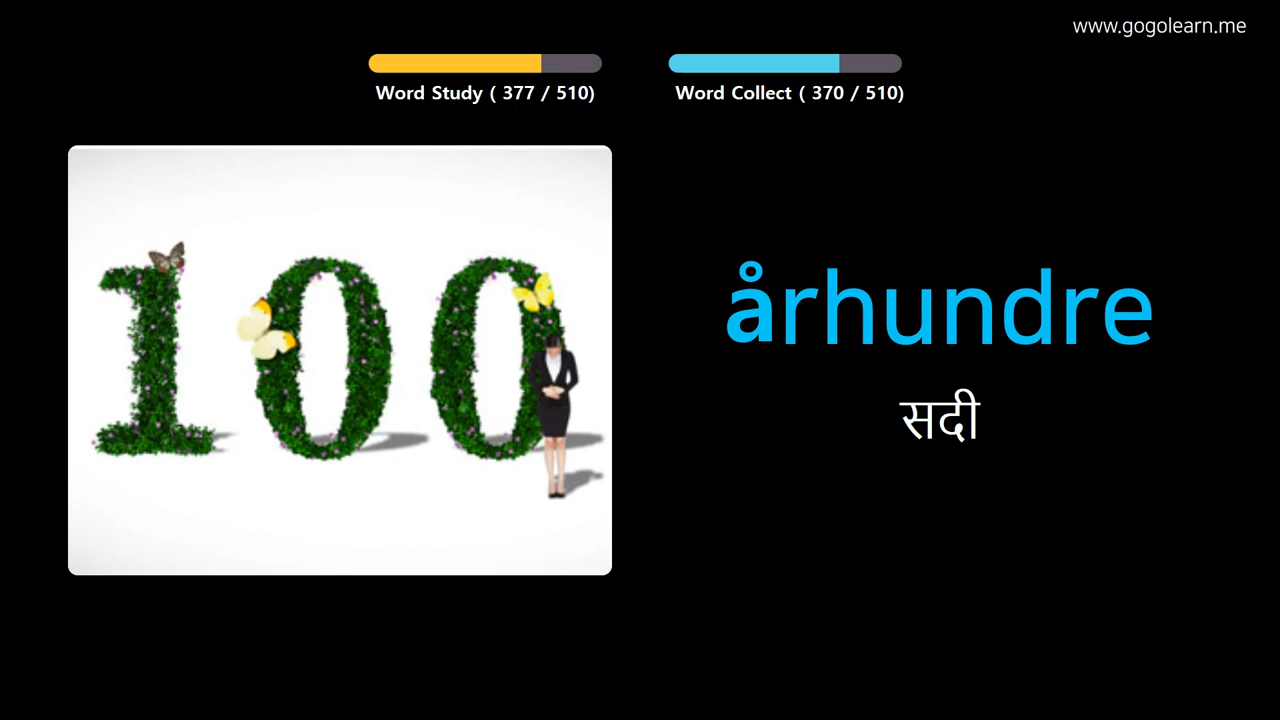 www.gogolearn.me
Word Study ( 377 / 510)
Word Collect ( 370 / 510)
100
århundre
सदी